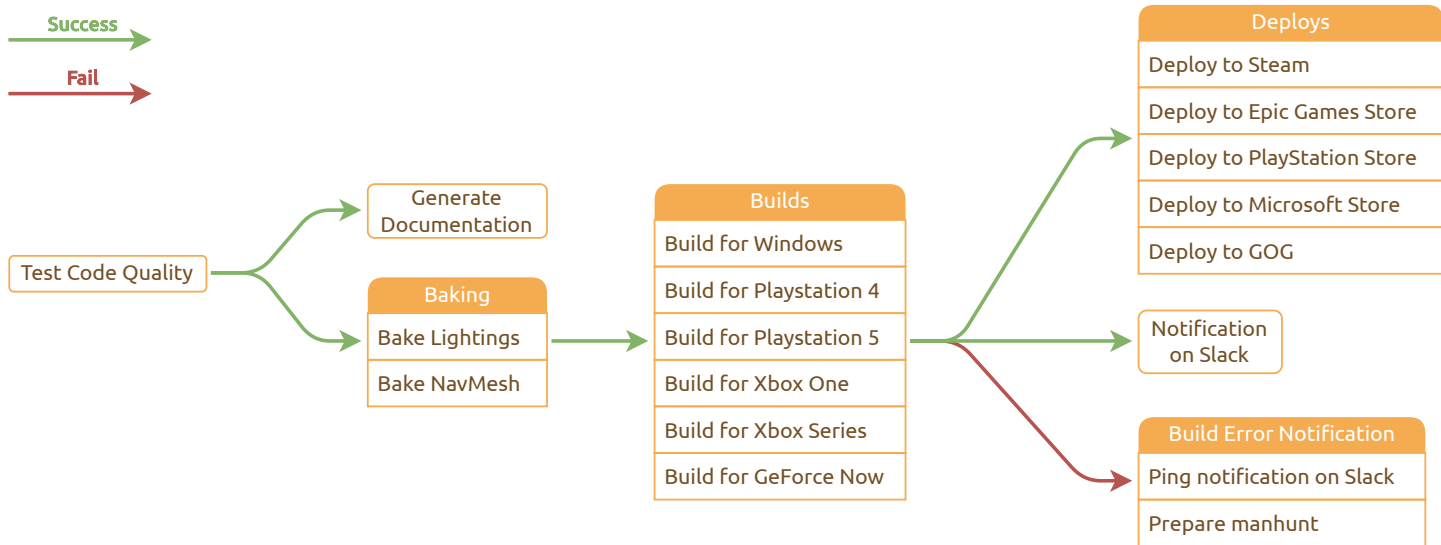 Success
Fail
Test Code Quality
Generate
Documentation
Baking
Bake Lightings
Bake NavMesh
Builds
Build for Windows
Build for Playstation 4
Build for Playstation 5
Build for Xbox One
Build for Xbox Series
Build for GeForce Now
Deploys
Deploy to Steam
Deploy to Epic Games Store
Deploy to PlayStation Store
Deploy to Microsoft Store
Deploy to GOG
Notification
on Slack
Build Error Notification
Ping notification on Slack
Prepare manhunt